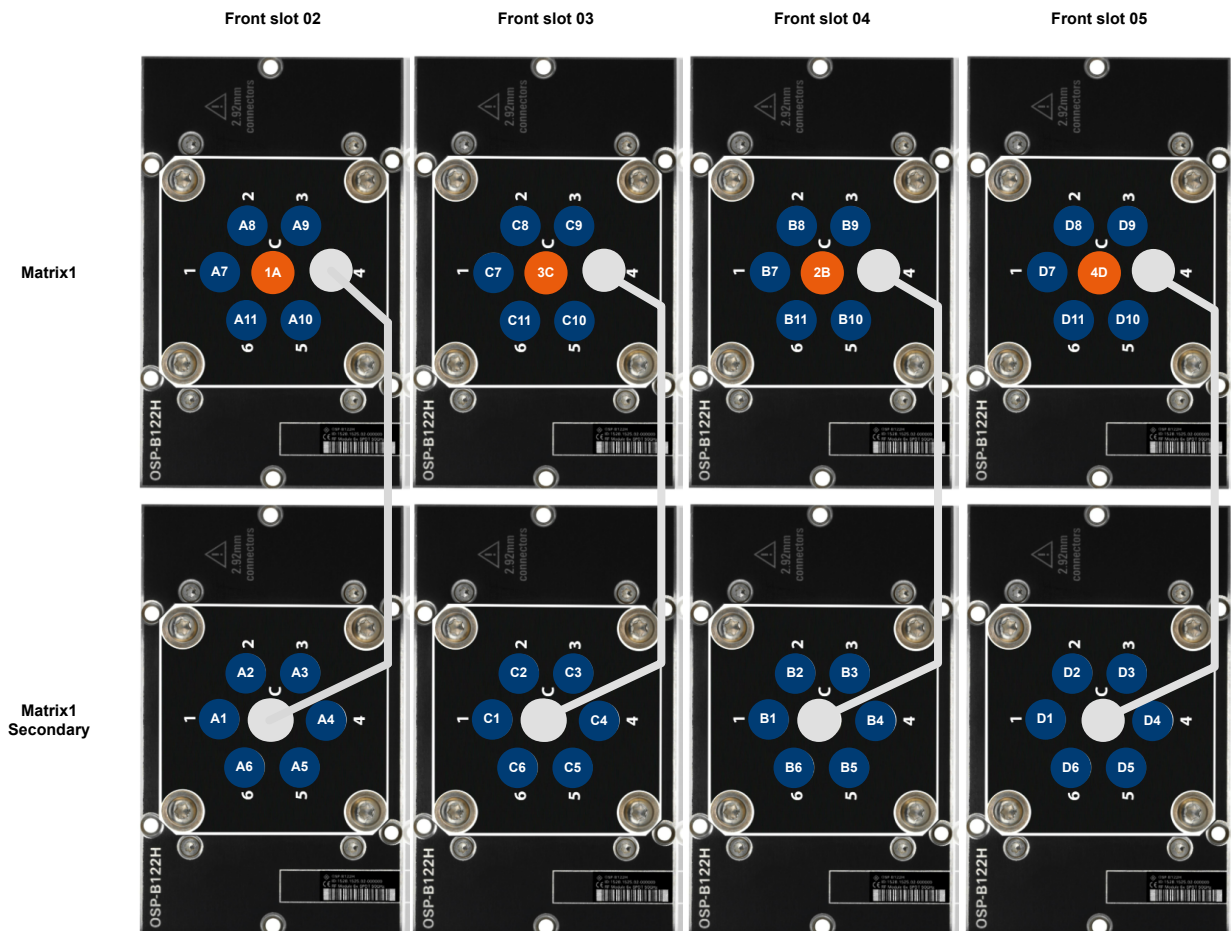 Front slot 02
Front slot 03
Front slot 04
Front slot 05
Matrix1
2.92mm
connectors
2
3
A8
A9
C
1
A7
1A
4
A11
A10
6
5
OSP-B122H
2.92mm
connectors
2
3
C8
C9
C
1
C7
3C
4
C11
C10
6
5
OSP-B122H
2.92mm
connectors
2
3
B8
B9
C
1
B7
2B
4
B11
B10
6
5
OSP-B122H
2.92mm
connectors
2
3
D8
D9
C
1
D7
4D
4
D11
D10
6
5
OSP-B122H
Matrix1
Secondary
2.92mm
connectors
2
3
A2
A3
C
1
A1
A4
4
A6
A5
6
5
OSP-B122H
2.92mm
connectors
2
3
C2
C3
C
1
C1
C4
4
C6
C5
6
5
OSP-B122H
2.92mm
connectors
2
3
B2
B3
C
1
B1
B4
4
B6
B5
6
5
OSP-B122H
2.92mm
connectors
2
3
D2
D3
C
1
D1
D4
4
D6
D5
6
5
OSP-B122H